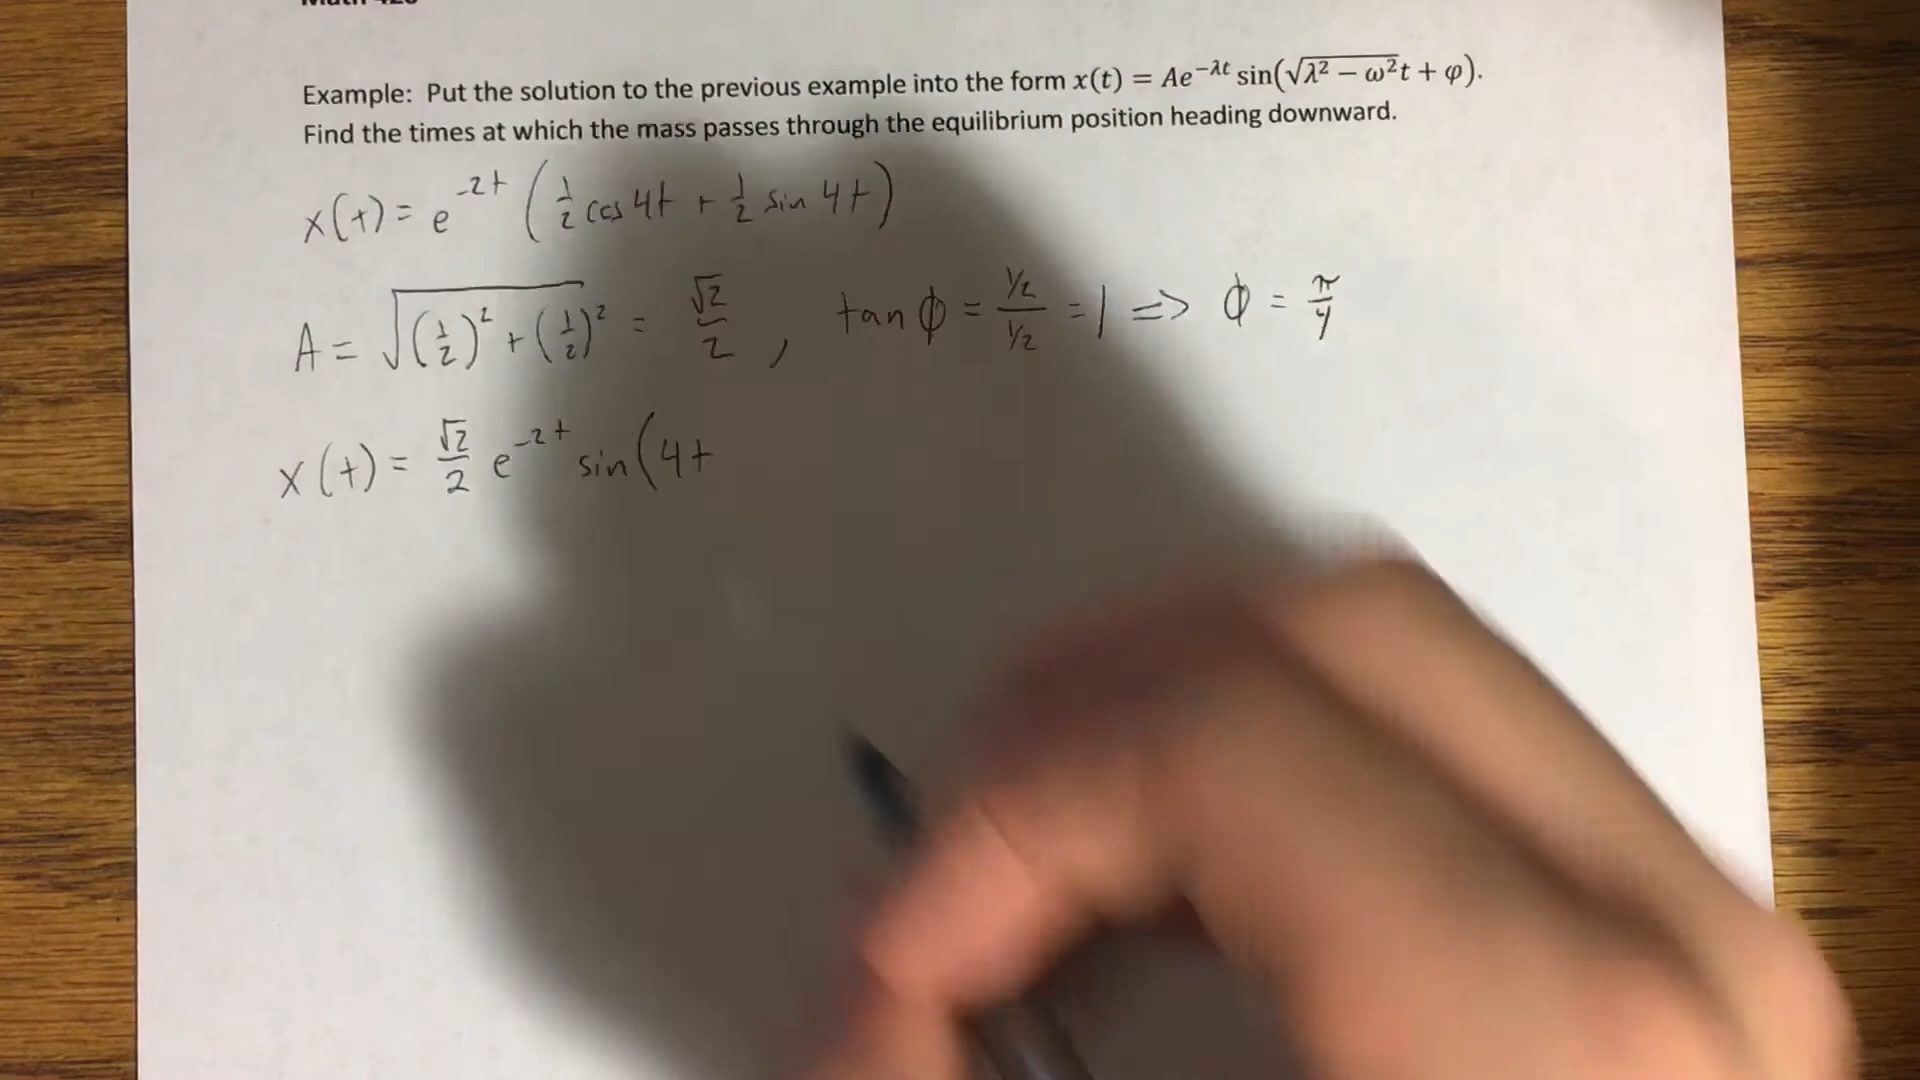 Example: Put the solution to the previous example into the form x(t) = Ae^{−λt} sin(√(λ² − ω²)t + φ).
Find the times at which the mass passes through the equilibrium position heading downward.
x(t) = e^{-2t} (1/2 cos 4t + 1/2 sin 4t)
A = √((1/2)² + (1/2)²) = √2/2 , tan ϕ = (1/2)/(1/2) = 1 => ϕ = π/4
x(t) = √2/2 e^{-2t} sin(4t